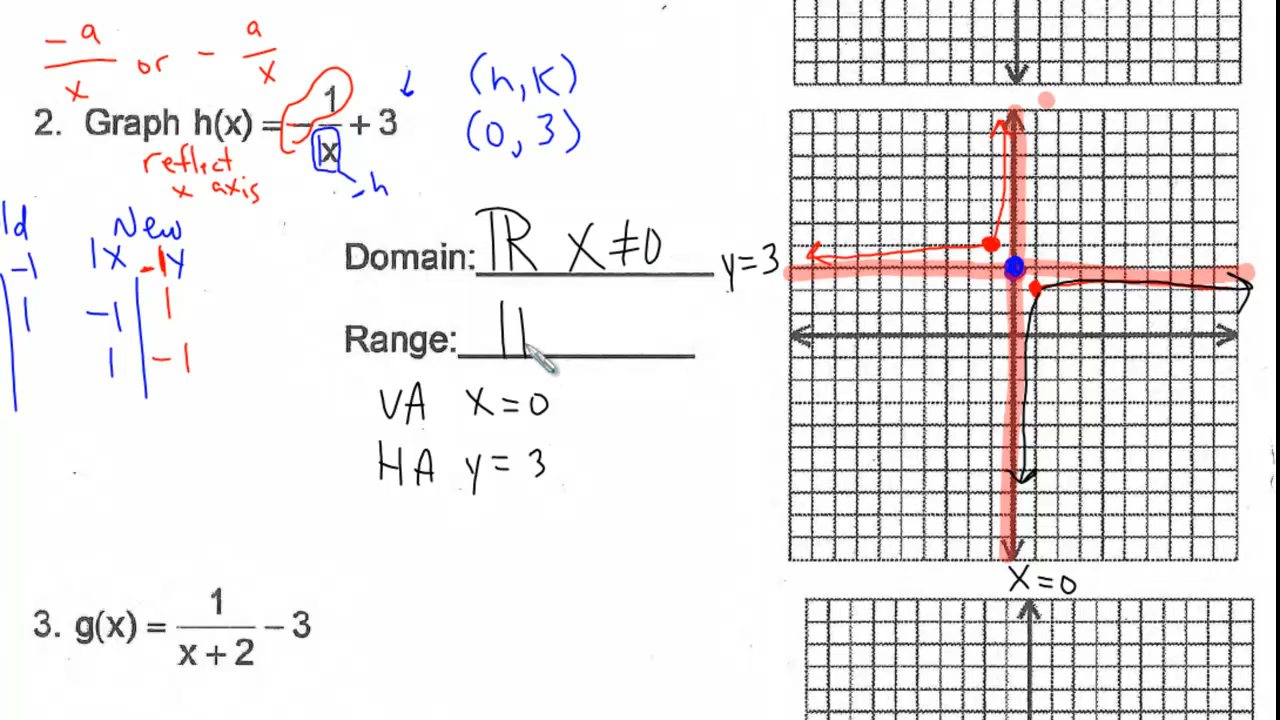 -a/x or - a/x
2. Graph h(x) = - 1/x + 3
(h, K)
(0, 3)
reflect
x axis
-h
ld New
-1 1X -1y
1 -1 1
1 -1
Domain: ℝ X≠0
y=3
Range:
VA X=0
HA y=3
X=0
3. g(x) = 1/(x+2) - 3